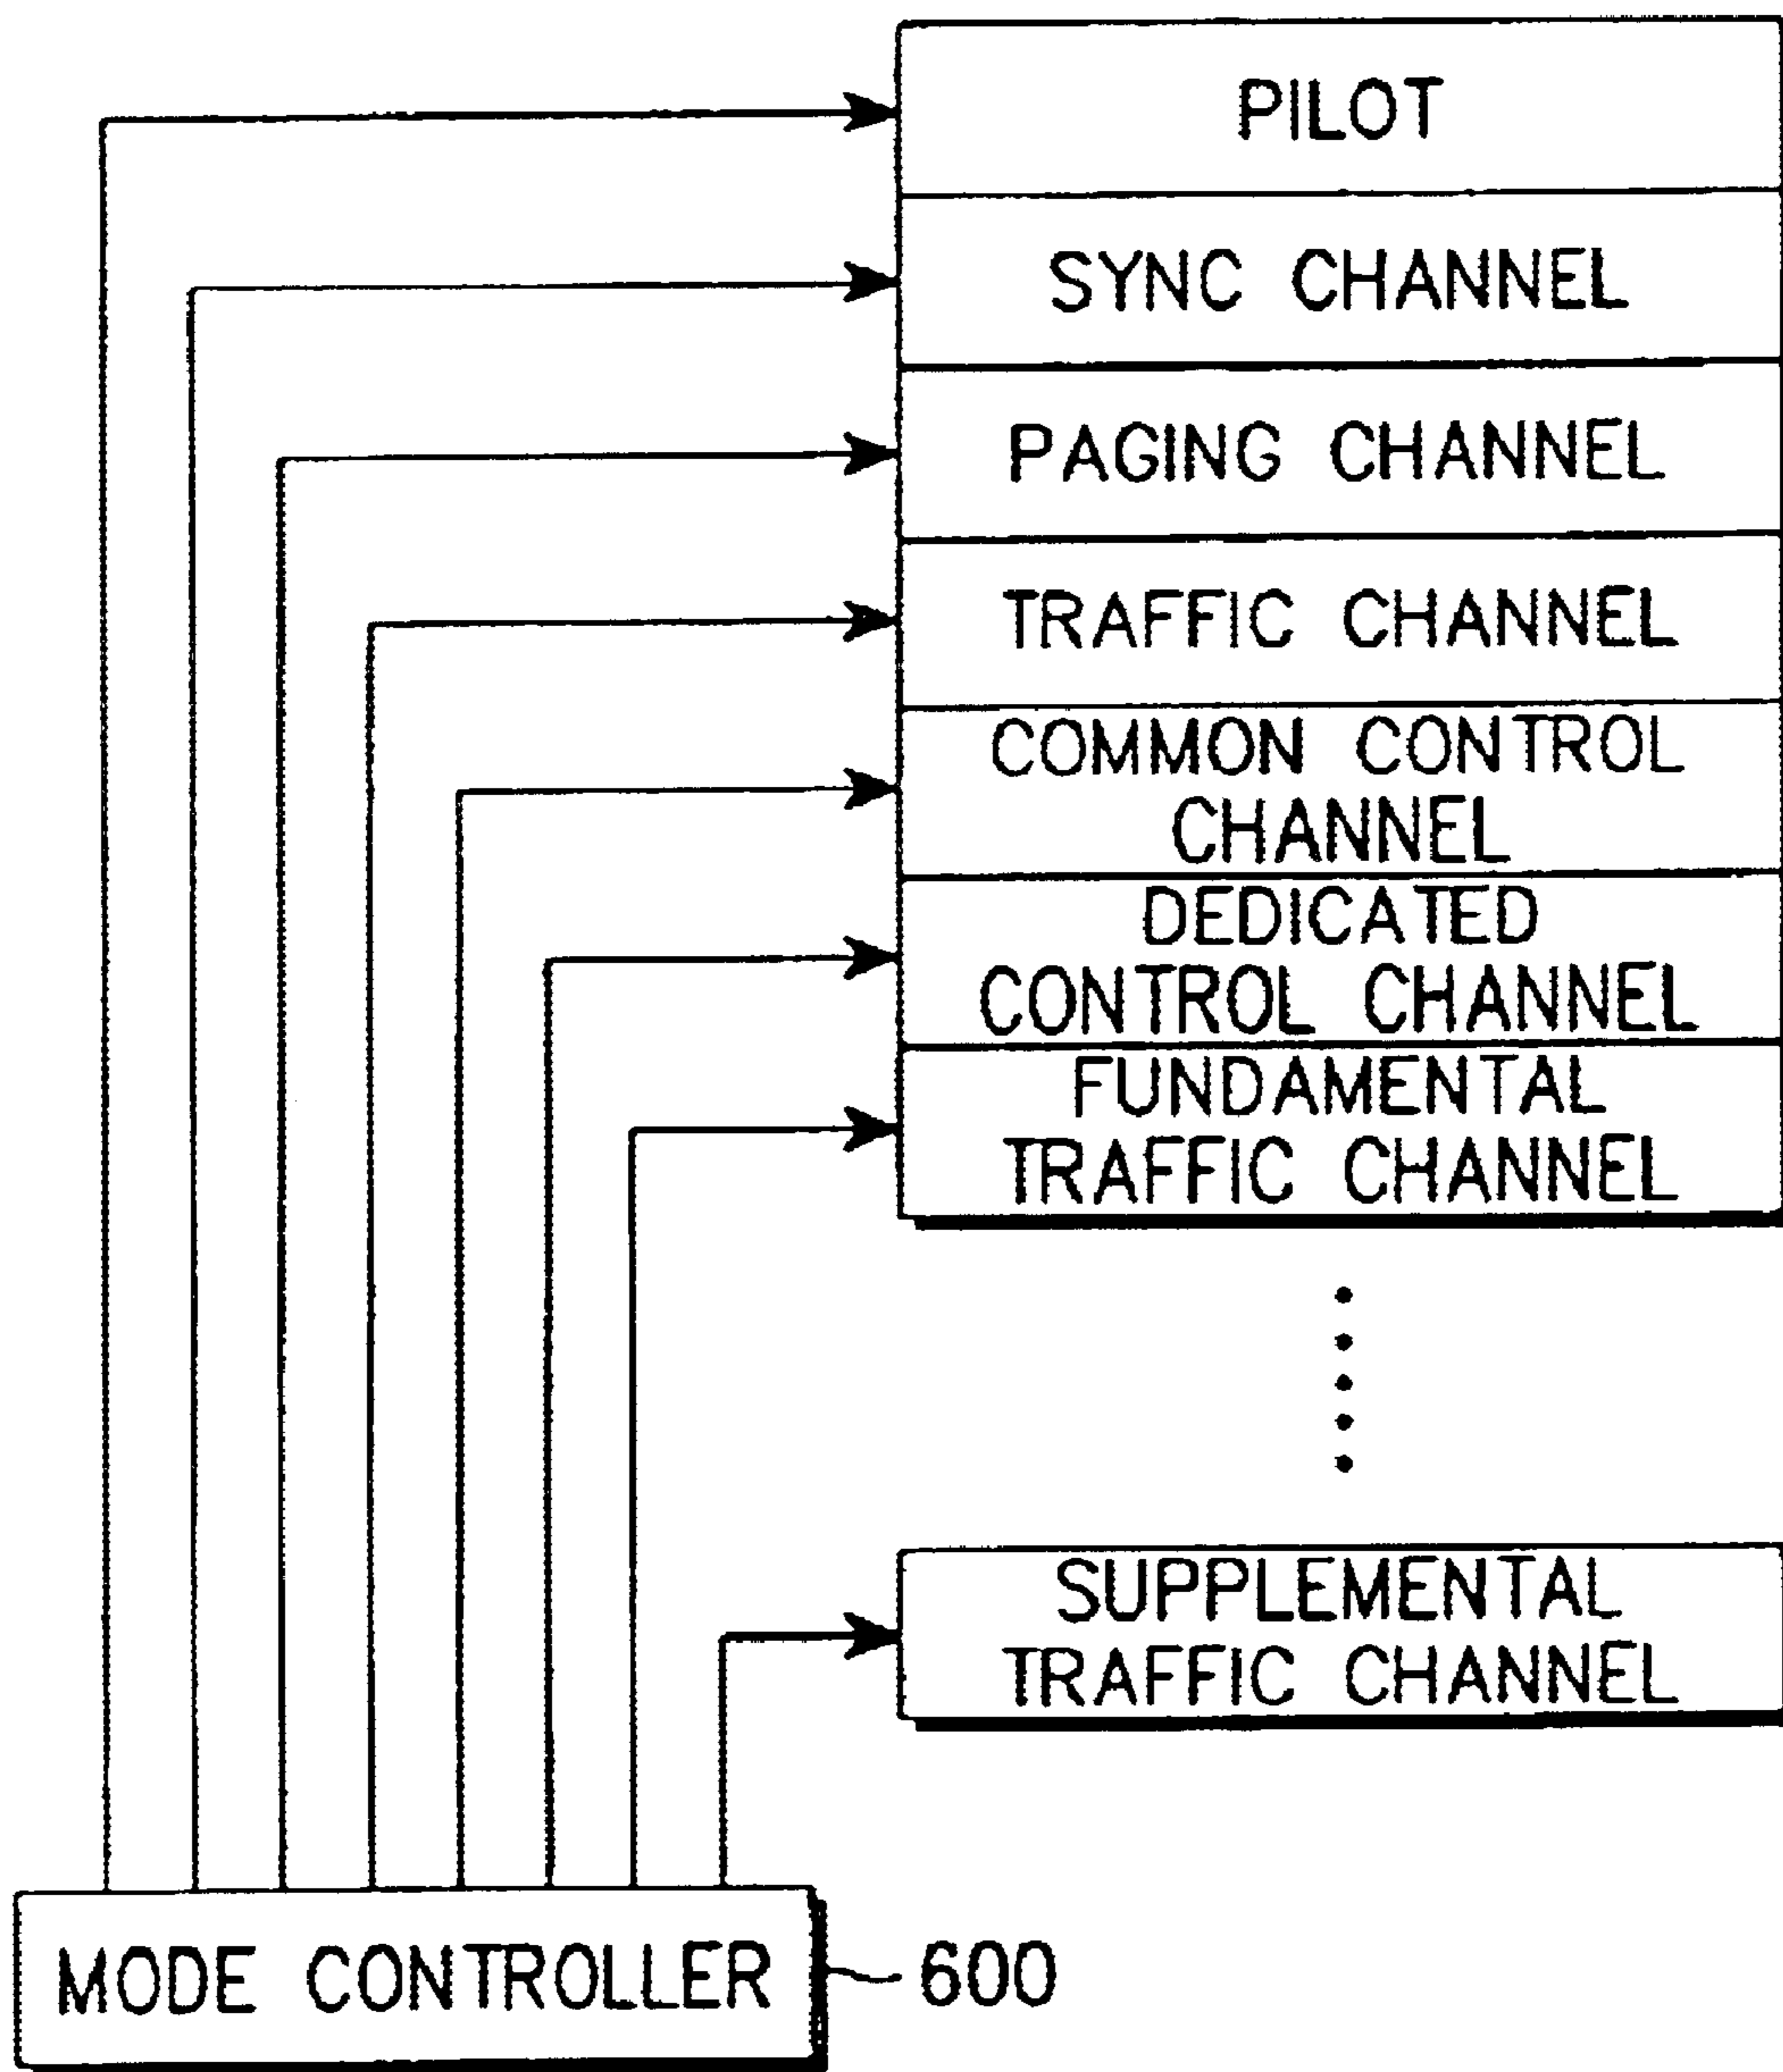 PILOT
SYNC CHANNEL
PAGING CHANNEL
TRAFFIC CHANNEL
COMMON CONTROL
CHANNEL
DEDICATED
CONTROL CHANNEL
FUNDAMENTAL
TRAFFIC CHANNEL
SUPPLEMENTAL
TRAFFIC CHANNEL
MODE CONTROLLER
600